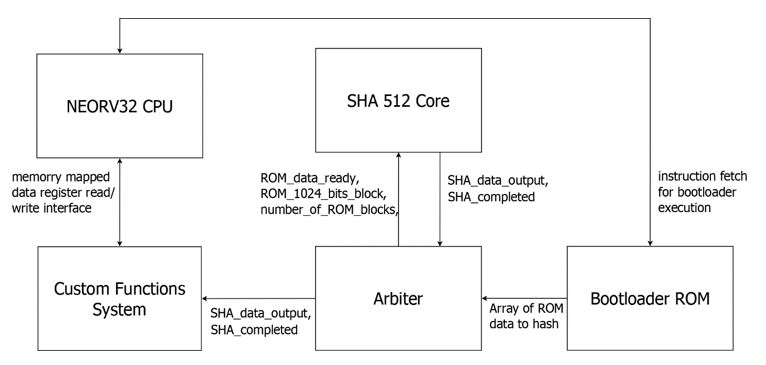 NEORV32 CPU
SHA 512 Core
memorry mapped
data register read/
write interface
ROM_data_ready,
ROM_1024_bits_block,
number_of_ROM_blocks,
SHA_data_output,
SHA_completed
instruction fetch
for bootloader
execution
Custom Functions
System
SHA_data_output,
SHA_completed
Arbiter
Array of ROM
data to hash
Bootloader ROM